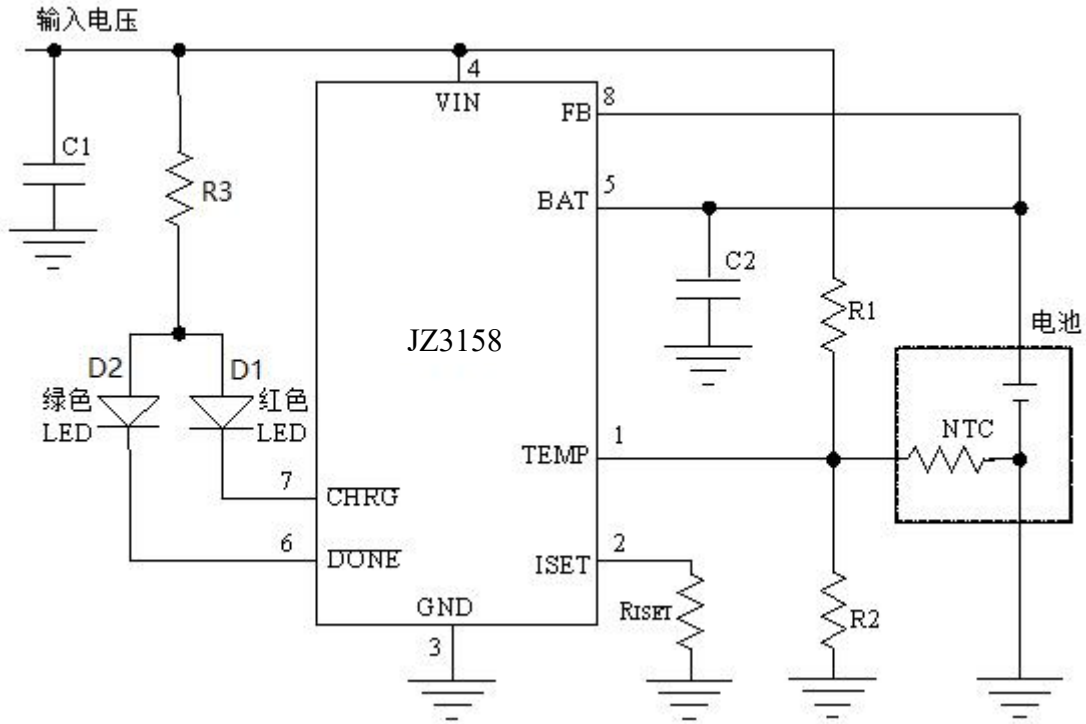 输入电压
4
VIN
8
FB
C1
R3
5
BAT
C2
R1
JZ3158
电池
D2
D1
绿色
LED
红色
LED
NTC
1
TEMP
7
CHRG
6
DONE
2
ISET
GND
RISET
R2
3